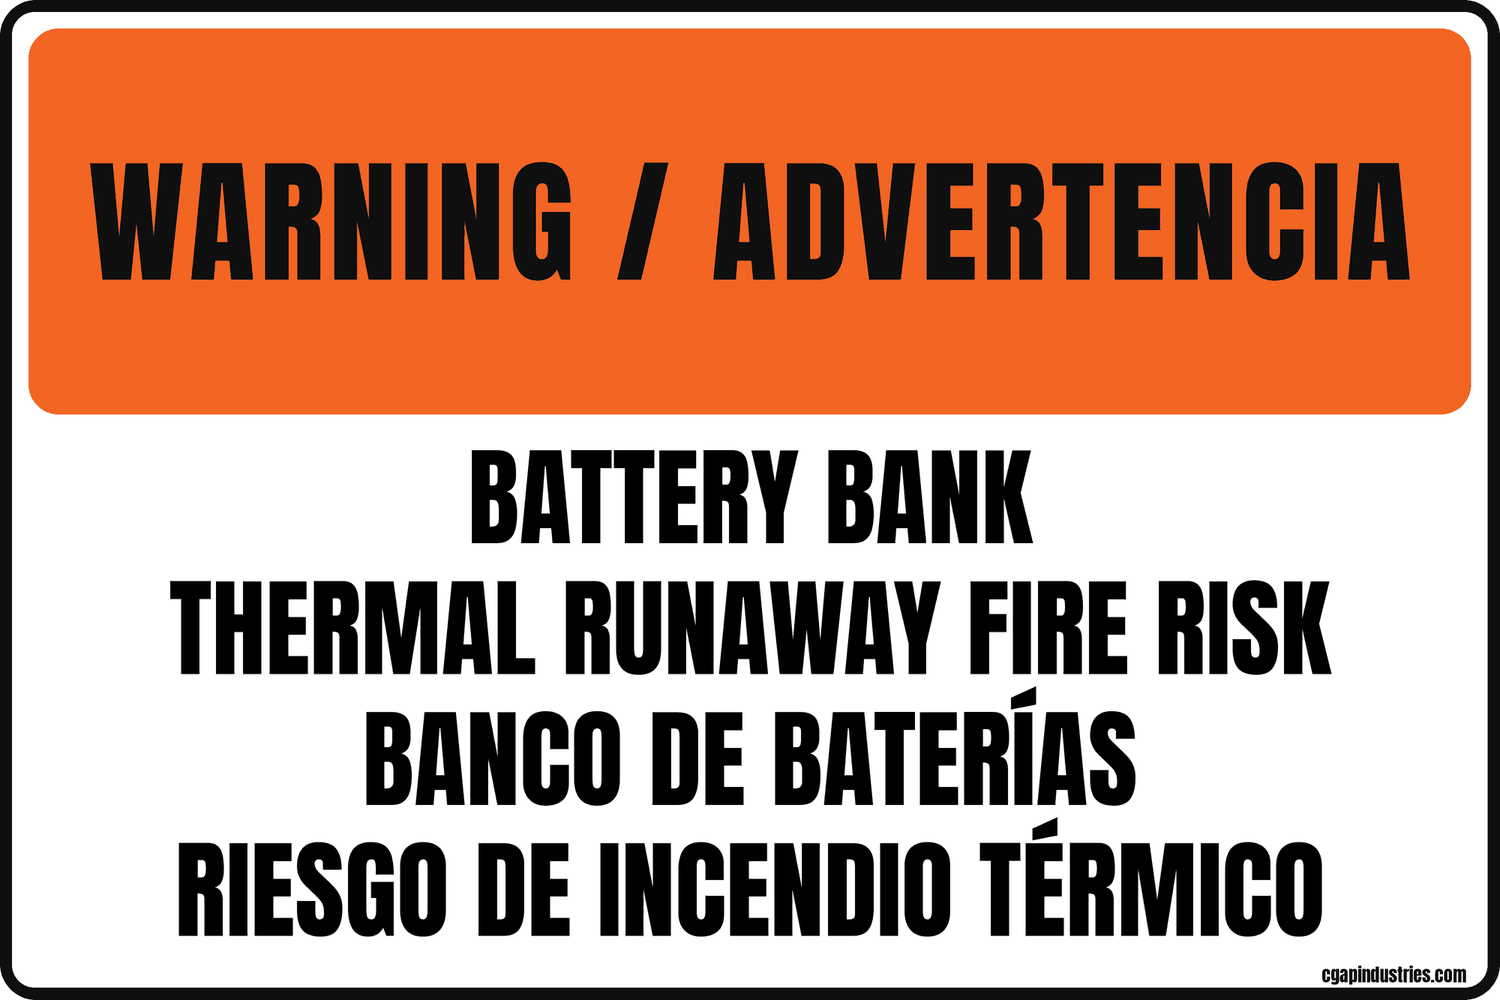 WARNING / ADVERTENCIA
BATTERY BANK
THERMAL RUNAWAY FIRE RISK
BANCO DE BATERÍAS
RIESGO DE INCENDIO TÉRMICO
cgapindustries.com